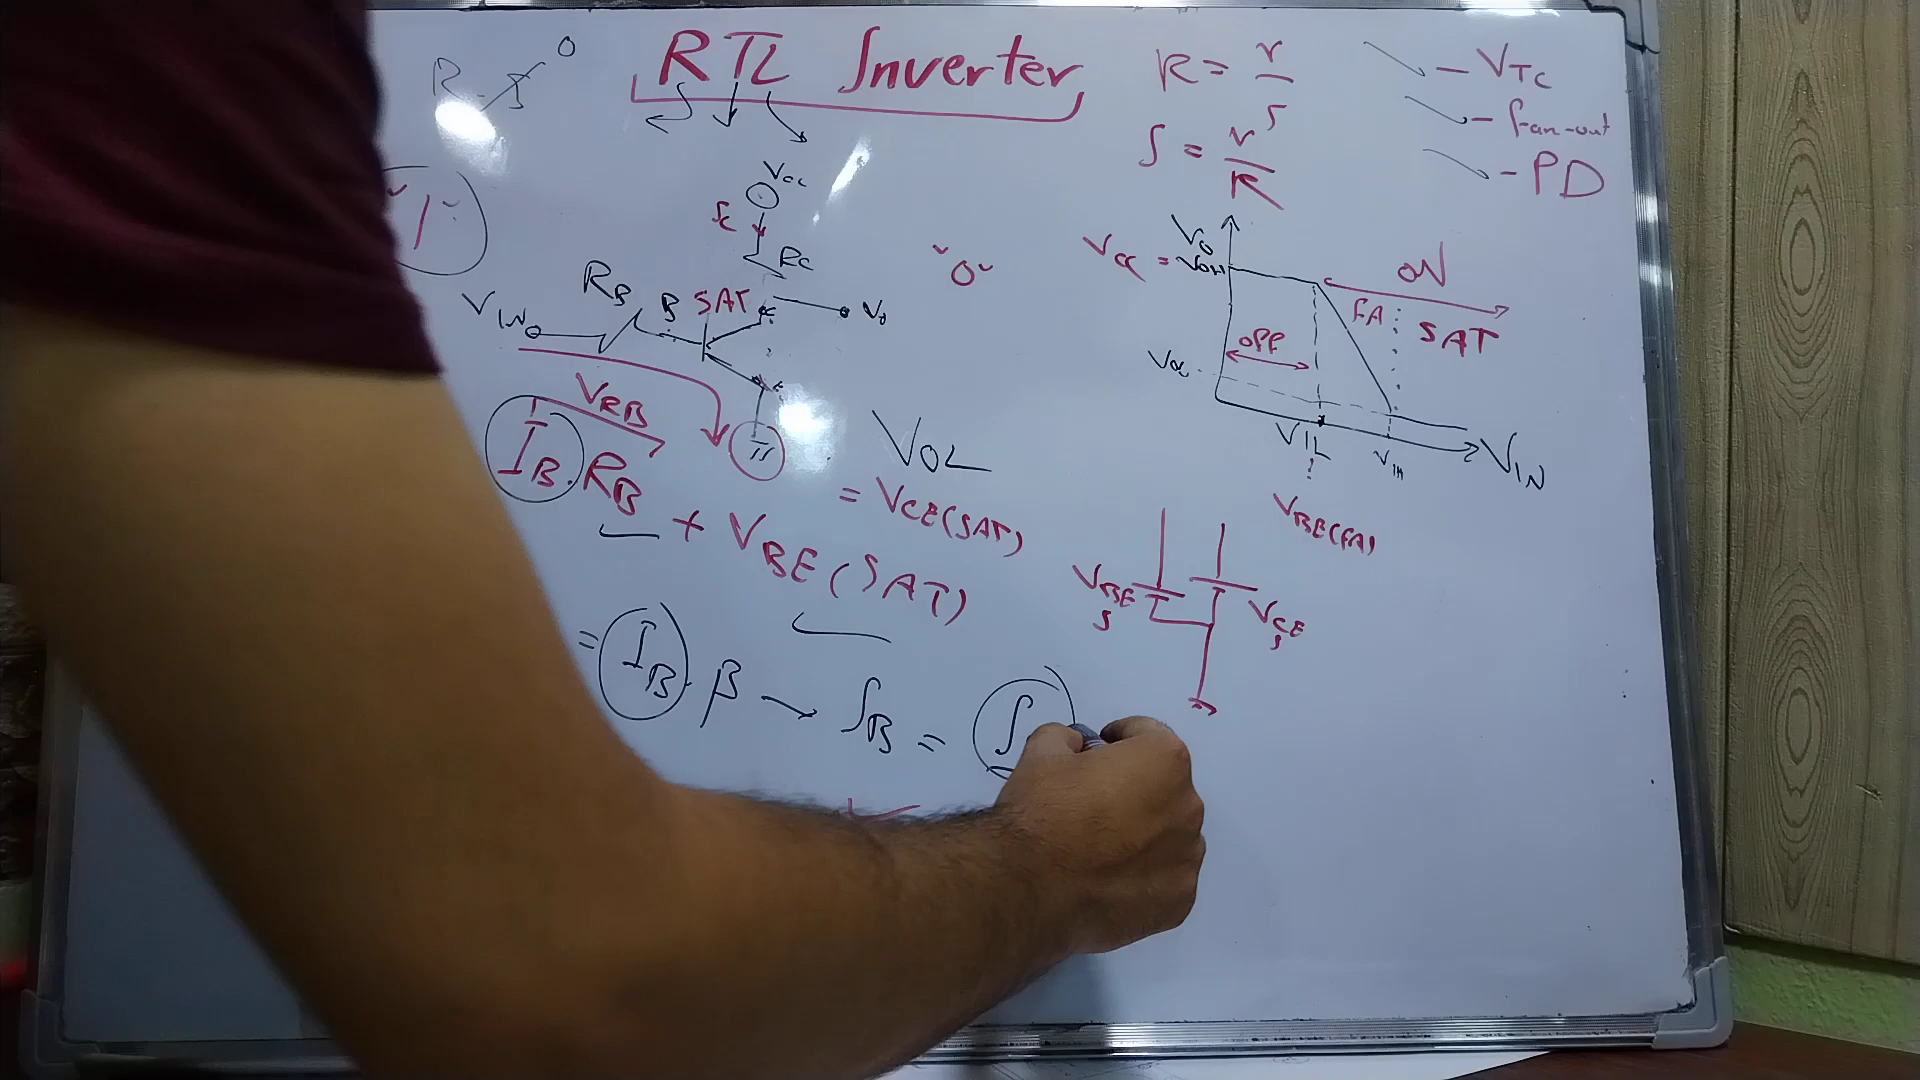 RTL Inverter
R = V / I
I = V / R
- VTC
- fan-out
- PD
"1"
"0"
VCC
IC
RC
RB
B
SAT
VINo
Vo
VRB
IB . RB + VBE (SAT)
VOL
= VCE(SAT)
= IB . β → IB = I
Vo
VCC = VOH
VOL
ON
FA
SAT
OFF
VIL
VIH
VIN
VBE(FA)
VBE S
VCE S